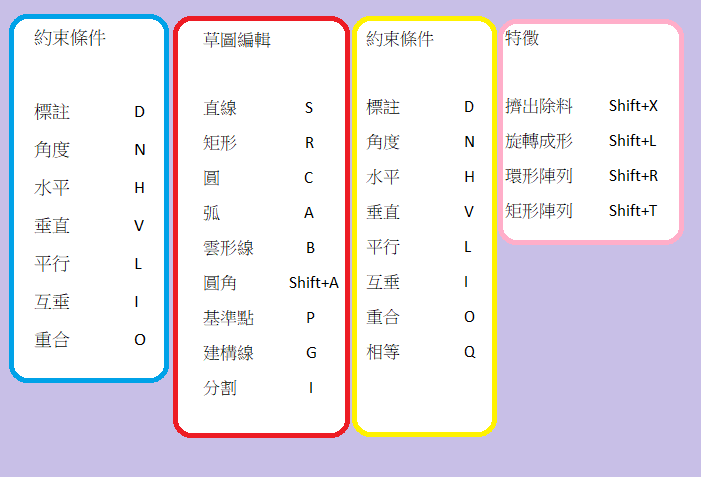 約束條件
標註 D
角度 N
水平 H
垂直 V
平行 L
互垂 I
重合 O
草圖編輯
直線 S
矩形 R
圓 C
弧 A
雲形線 B
圓角 Shift+A
基準點 P
建構線 G
分割 I
約束條件
標註 D
角度 N
水平 H
垂直 V
平行 L
互垂 I
重合 O
相等 Q
特徵
擠出除料 Shift+X
旋轉成形 Shift+L
環形陣列 Shift+R
矩形陣列 Shift+T